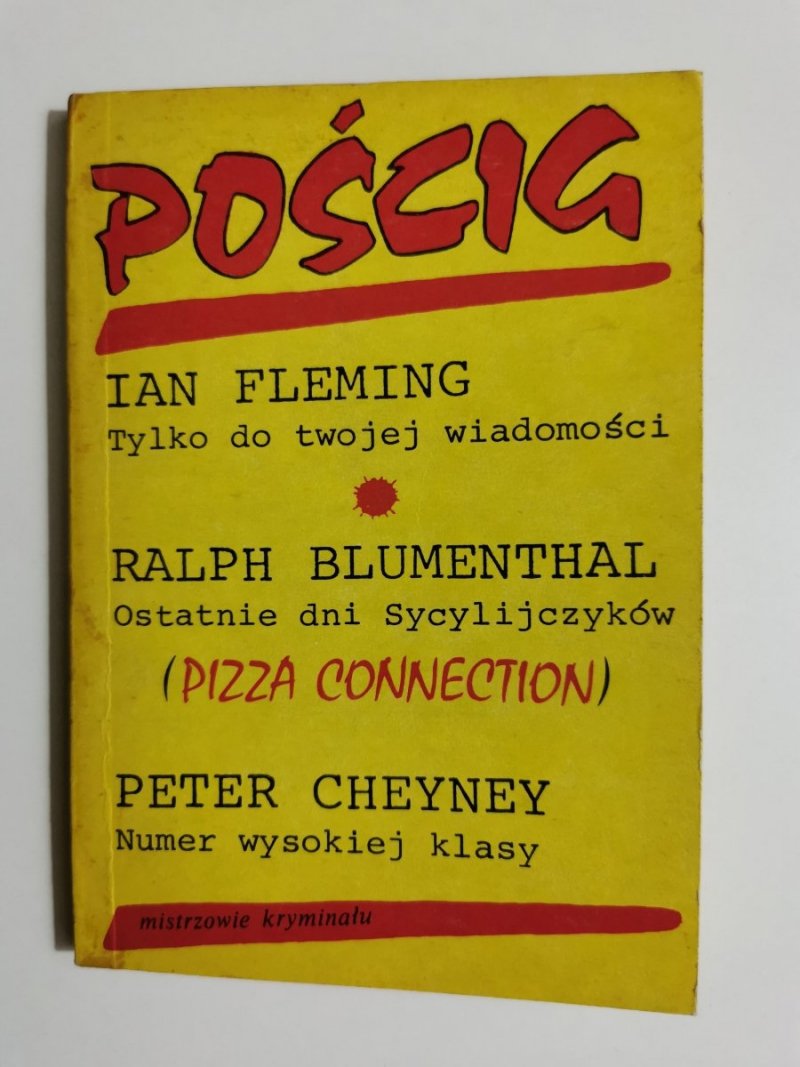 POŚCIG
IAN FLEMING
Tylko do twojej wiadomości
RALPH BLUMENTHAL
Ostatnie dni Sycylijczyków
(PIZZA CONNECTION)
PETER CHEYNEY
Numer wysokiej klasy
mistrzowie kryminału